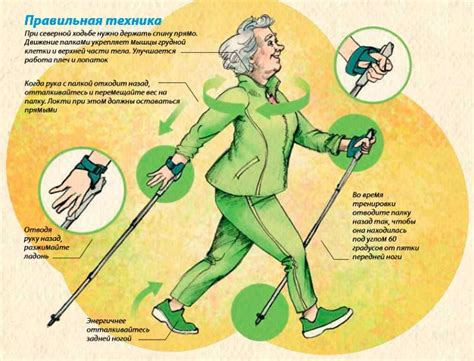 Правильная техника
При северной ходьбе нужно держать спину прямо.
Движение палками укрепляет мышцы грудной
клетки и верхней части тела. Улучшается
работа плеч и лопаток
Когда рука с палкой отходит назад,
отталкивайтесь и перемещайте вес на
палку. Локти при этом должны оставаться
прямыми
Отводя
руку назад,
разжимайте
ладонь
Во время
тренировки
отводите палку
назад так, чтобы
она находилась
под углом 60
градусов от пятки
передней ноги
Энергичнее
отталкивайтесь
задней ногой